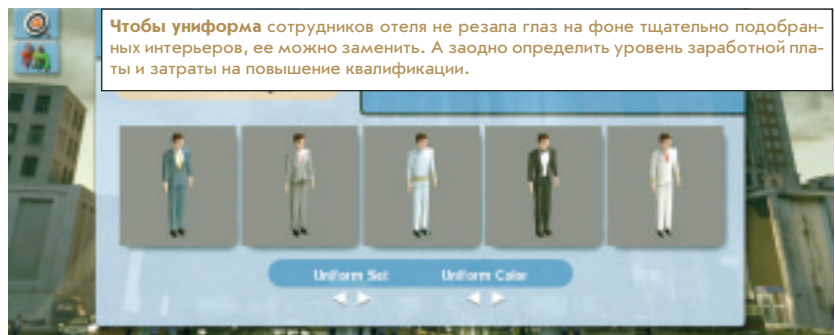 Чтобы униформа сотрудников отеля не резала глаз на фоне тщательно подобран-
ных интерьеров, ее можно заменить. А заодно определить уровень заработной пла-
ты и затраты на повышение квалификации.
Uniform Set Uniform Color